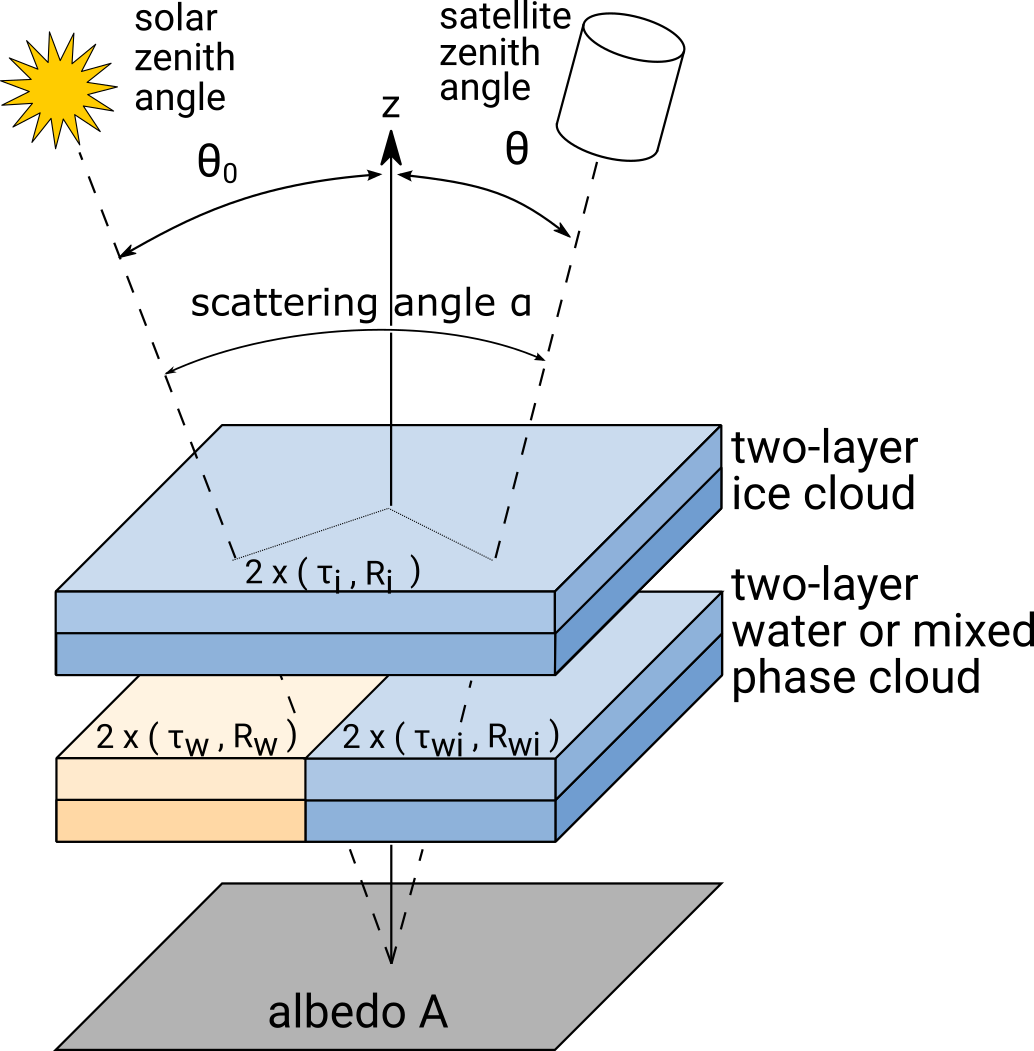 solar
zenith
angle
satellite
zenith
angle
z
θ0
θ
scattering angle α
two-layer
ice cloud
2 x ( τi , Ri )
two-layer
water or mixed
phase cloud
2 x ( τw , Rw )
2 x ( τwi , Rwi )
albedo A